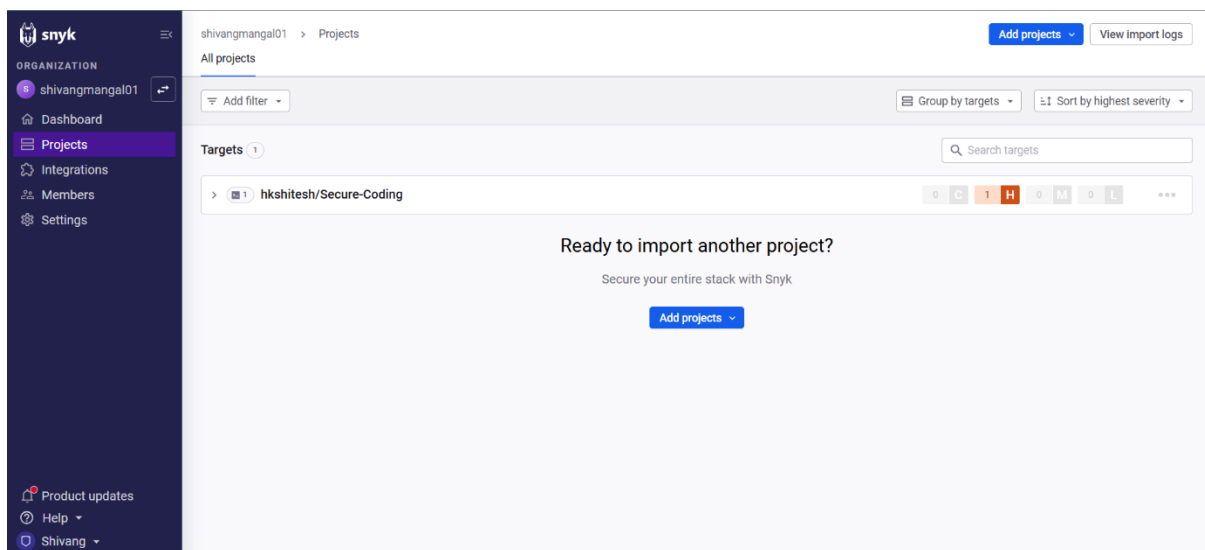 snyk
ORGANIZATION
S shivangmangal01
Dashboard
Projects
Integrations
Members
Settings
Product updates
Help
Shivang
shivangmangal01 > Projects
Add projects
View import logs
All projects
Add filter
Group by targets
Sort by highest severity
Targets 1
Search targets
1 hkshitesh/Secure-Coding
0 C 1 H 0 M 0 L
Ready to import another project?
Secure your entire stack with Snyk
Add projects